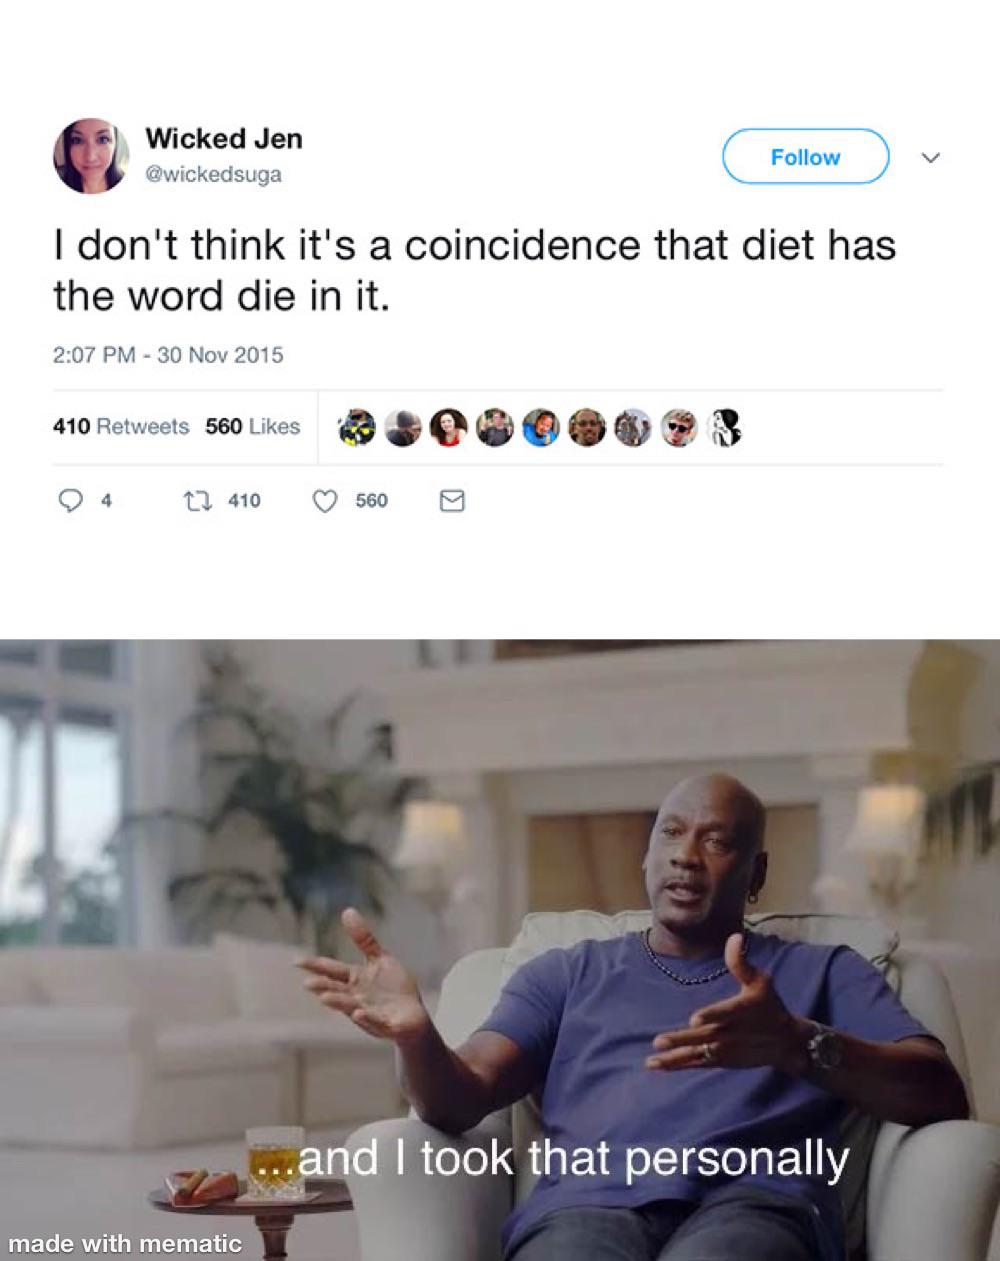 Wicked Jen
@wickedsuga
Follow
I don't think it's a coincidence that diet has
the word die in it.
2:07 PM - 30 Nov 2015
410 Retweets 560 Likes
4 410 560
...and I took that personally
made with mematic